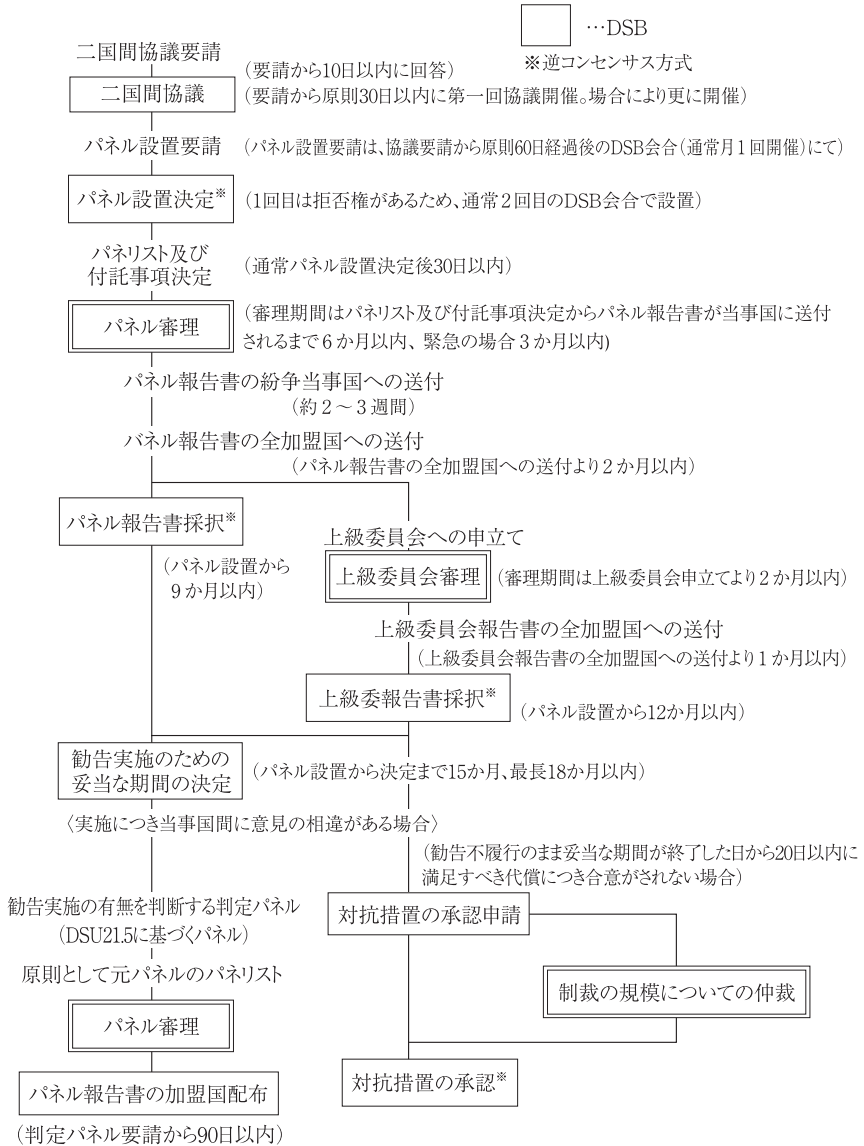 …DSB
※逆コンセンサス方式
二国間協議要請
(要請から10日以内に回答)
二国間協議
(要請から原則30日以内に第一回協議開催。場合により更に開催)
パネル設置要請
(パネル設置要請は、協議要請から原則60日経過後のDSB会合(通常月1回開催)にて)
パネル設置決定※
(1回目は拒否権があるため、通常2回目のDSB会合で設置)
パネリスト及び
付託事項決定
(通常パネル設置決定後30日以内)
パネル審理
(審理期間はパネリスト及び付託事項決定からパネル報告書が当事国に送付
されるまで6か月以内、緊急の場合3か月以内)
パネル報告書の紛争当事国への送付
(約2～3週間)
バネル報告書の全加盟国への送付
(パネル報告書の全加盟国への送付より2か月以内)
パネル報告書採択※
(パネル設置から
9か月以内)
上級委員会への申立て
上級委員会審理
(審理期間は上級委員会申立てより2か月以内)
上級委員会報告書の全加盟国への送付
(上級委員会報告書の全加盟国への送付より1か月以内)
上級委報告書採択※
(パネル設置から12か月以内)
勧告実施のための
妥当な期間の決定
(パネル設置から決定まで15か月、最長18か月以内)
〈実施につき当事国間に意見の相違がある場合〉
(勧告不履行のまま妥当な期間が終了した日から20日以内に
満足すべき代償につき合意がされない場合)
勧告実施の有無を判断する判定パネル
(DSU21.5に基づくパネル)
対抗措置の承認申請
原則として元パネルのパネリスト
制裁の規模についての仲裁
パネル審理
パネル報告書の加盟国配布
対抗措置の承認※
(判定パネル要請から90日以内)